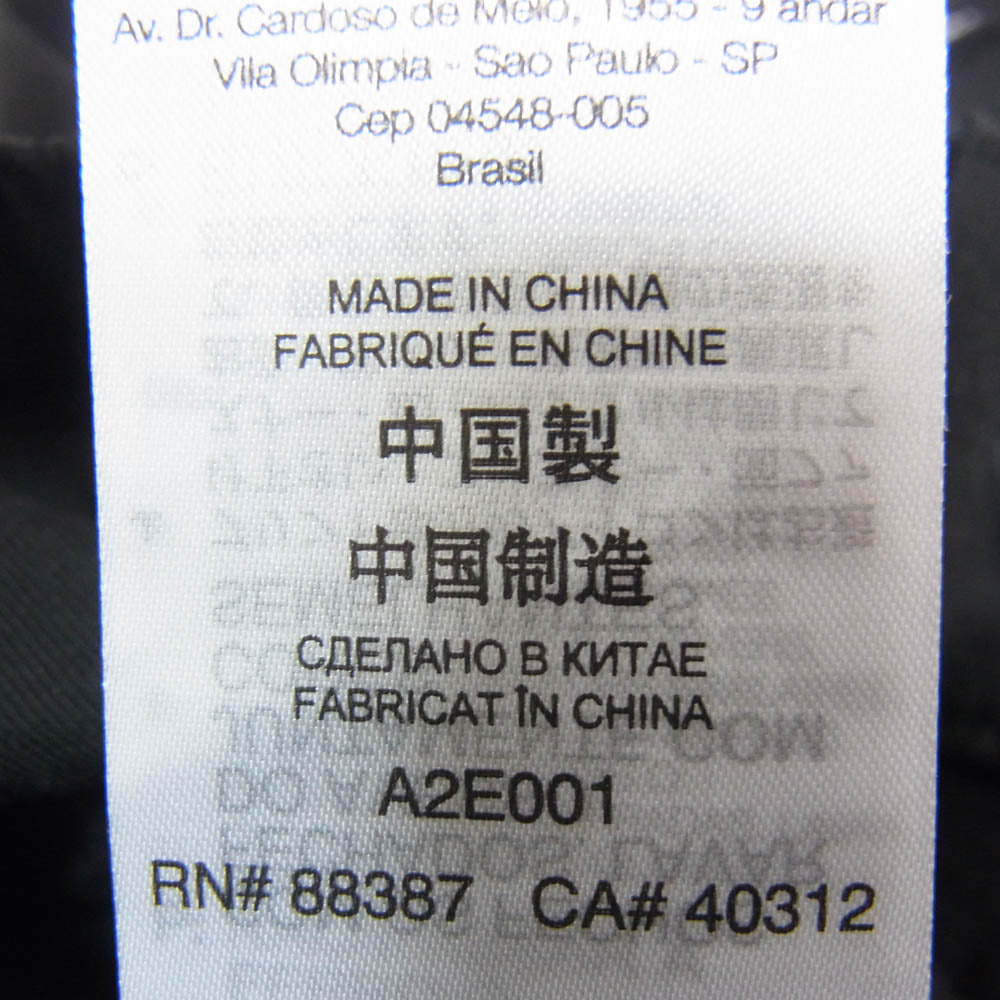 Av. Dr. Cardoso de Melo, 1955 - 9 andar
Vila Olimpia - Sao Paulo - SP
Cep 04548-005
Brasil
MADE IN CHINA
FABRIQUÉ EN CHINE
中国製
中国制造
СДЕЛАНО В КИТАЕ
FABRICAT ÎN CHINA
A2E001
RN# 88387 CA# 40312